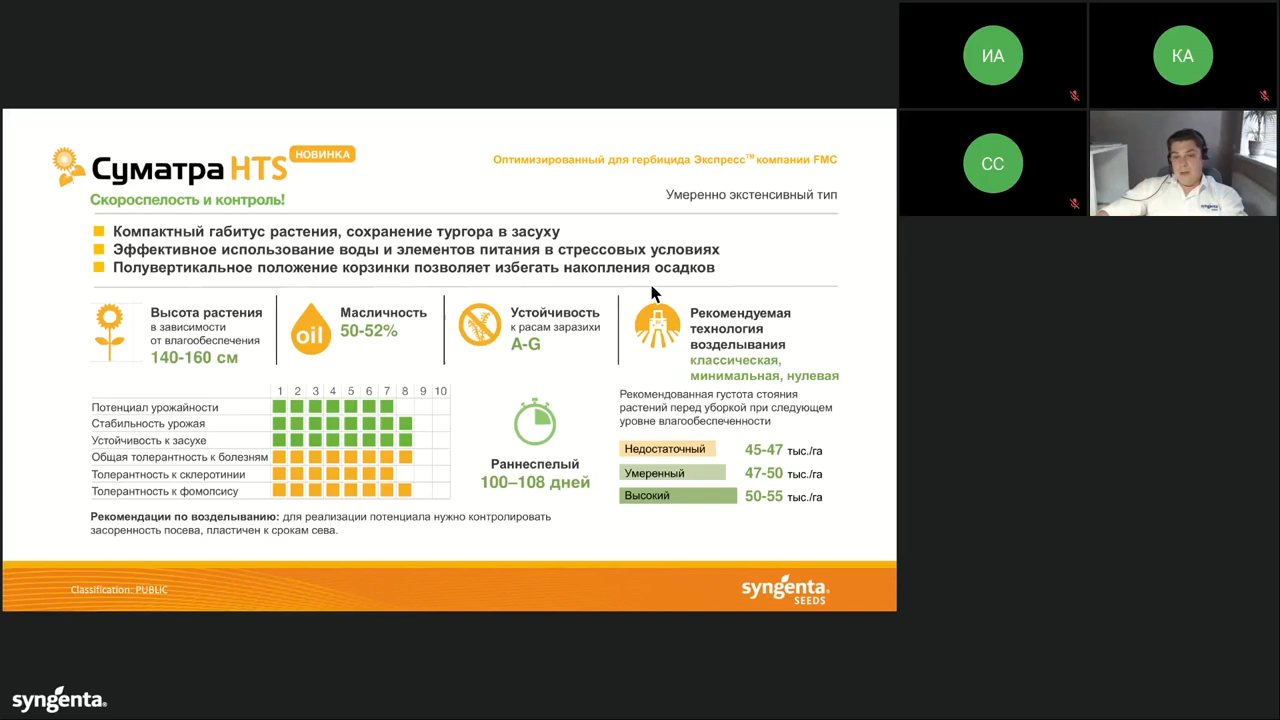 ИА
КА
СС
syngenta
Суматра HTS
НОВИНКА
Оптимизированный для гербицида Экспресс™ компании FMC
Скороспелость и контроль!
Умеренно экстенсивный тип
Компактный габитус растения, сохранение тургора в засуху
Эффективное использование воды и элементов питания в стрессовых условиях
Полувертикальное положение корзинки позволяет избегать накопления осадков
Высота растения
в зависимости
от влагообеспечения
140-160 см
oil
Масличность
50-52%
Устойчивость
к расам заразихи
A-G
Рекомендуемая
технология
возделывания
классическая,
минимальная, нулевая
1 2 3 4 5 6 7 8 9 10
Потенциал урожайности
Стабильность урожая
Устойчивость к засухе
Общая толерантность к болезням
Толерантность к склеротинии
Толерантность к фомопсису
Раннеспелый
100–108 дней
Рекомендованная густота стояния
растений перед уборкой при следующем
уровне влагообеспеченности
Недостаточный 45-47 тыс./га
Умеренный 47-50 тыс./га
Высокий 50-55 тыс./га
Рекомендации по возделыванию: для реализации потенциала нужно контролировать
засоренность посева, пластичен к срокам сева.
Classification: PUBLIC
syngenta®
SEEDS
syngenta®